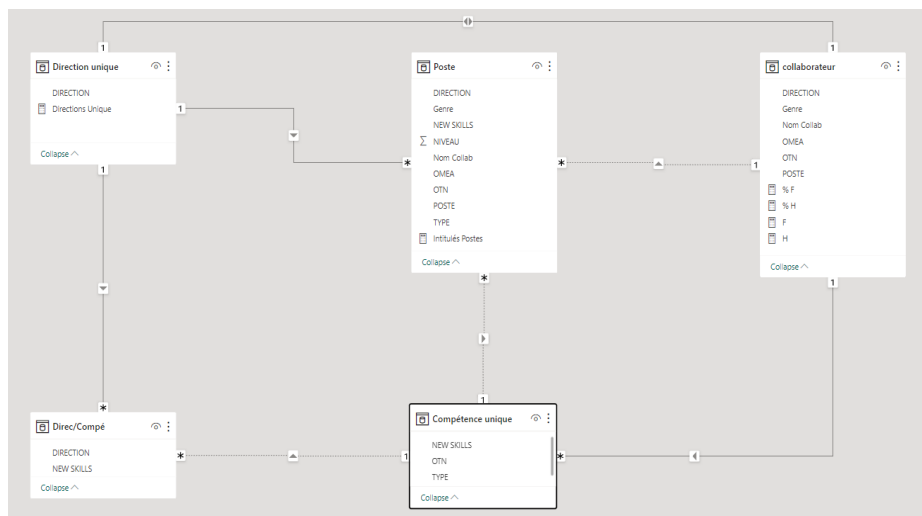 1
1
Direction unique
DIRECTION
Directions Unique
Collapse
1
1
Poste
DIRECTION
Genre
NEW SKILLS
NIVEAU
Nom Collab
OMEA
OTN
POSTE
TYPE
Intitulés Postes
Collapse
*
*
*
collaborateur
DIRECTION
Genre
Nom Collab
OMEA
OTN
POSTE
% F
% H
F
H
Collapse
1
1
*
Direc/Compé
DIRECTION
NEW SKILLS
Collapse
*
1
Compétence unique
NEW SKILLS
OTN
TYPE
Collapse
1
*